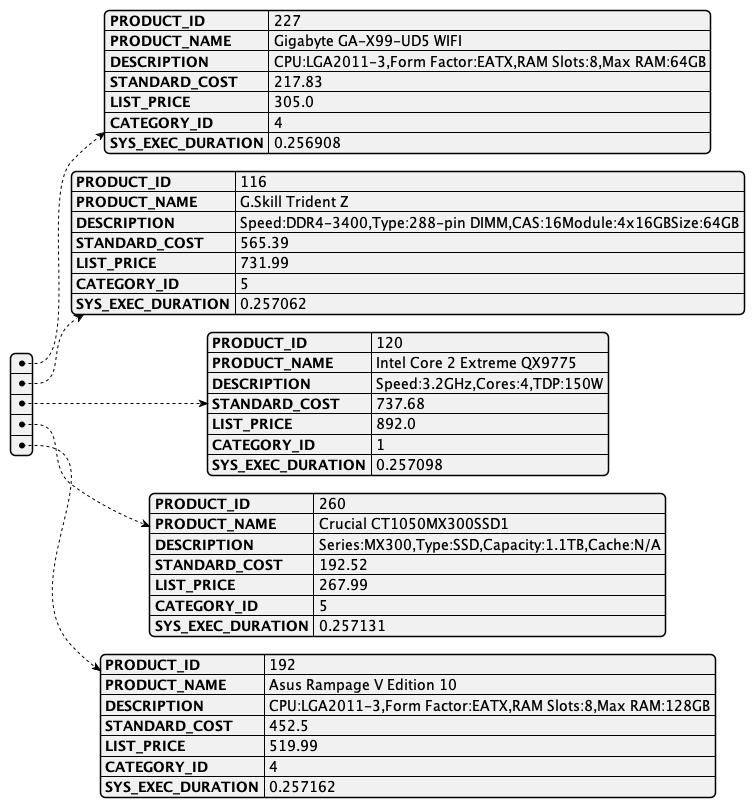 PRODUCT_ID 227
PRODUCT_NAME Gigabyte GA-X99-UD5 WIFI
DESCRIPTION CPU:LGA2011-3,Form Factor:EATX,RAM Slots:8,Max RAM:64GB
STANDARD_COST 217.83
LIST_PRICE 305.0
CATEGORY_ID 4
SYS_EXEC_DURATION 0.256908
PRODUCT_ID 116
PRODUCT_NAME G.Skill Trident Z
DESCRIPTION Speed:DDR4-3400,Type:288-pin DIMM,CAS:16Module:4x16GBSize:64GB
STANDARD_COST 565.39
LIST_PRICE 731.99
CATEGORY_ID 5
SYS_EXEC_DURATION 0.257062
PRODUCT_ID 120
PRODUCT_NAME Intel Core 2 Extreme QX9775
DESCRIPTION Speed:3.2GHz,Cores:4,TDP:150W
STANDARD_COST 737.68
LIST_PRICE 892.0
CATEGORY_ID 1
SYS_EXEC_DURATION 0.257098
PRODUCT_ID 260
PRODUCT_NAME Crucial CT1050MX300SSD1
DESCRIPTION Series:MX300,Type:SSD,Capacity:1.1TB,Cache:N/A
STANDARD_COST 192.52
LIST_PRICE 267.99
CATEGORY_ID 5
SYS_EXEC_DURATION 0.257131
PRODUCT_ID 192
PRODUCT_NAME Asus Rampage V Edition 10
DESCRIPTION CPU:LGA2011-3,Form Factor:EATX,RAM Slots:8,Max RAM:128GB
STANDARD_COST 452.5
LIST_PRICE 519.99
CATEGORY_ID 4
SYS_EXEC_DURATION 0.257162